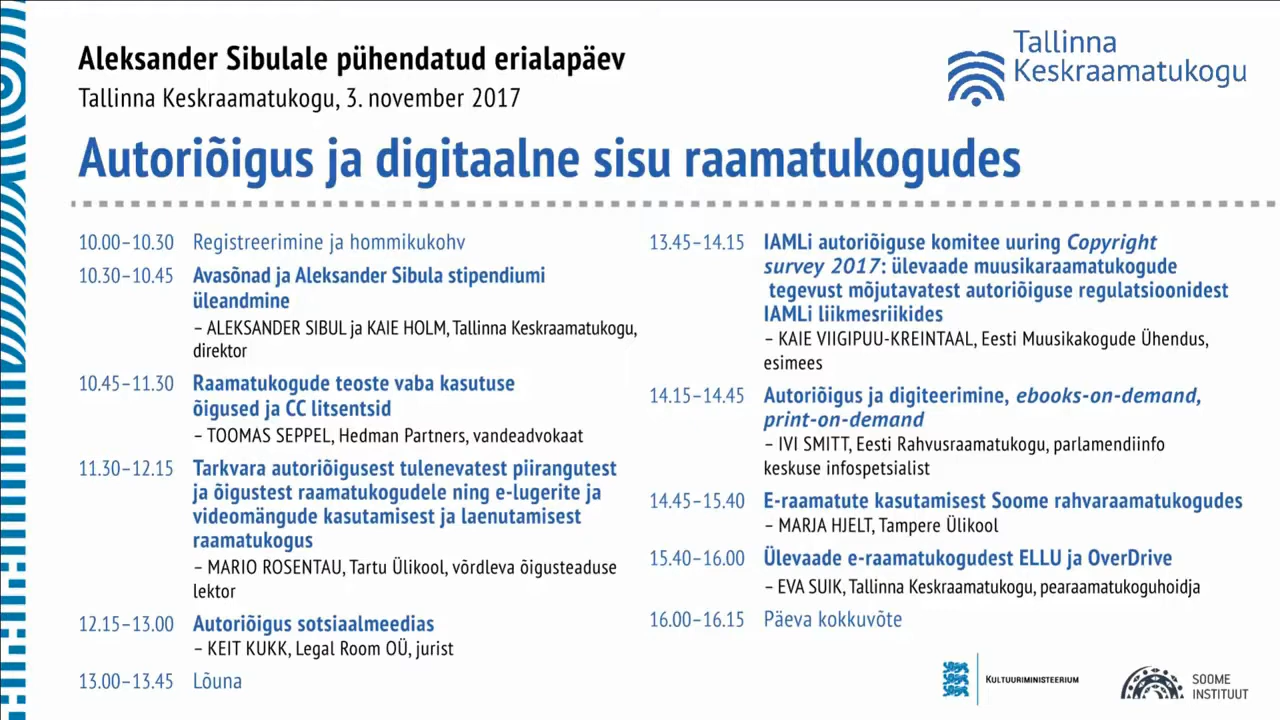 Aleksander Sibulale pühendatud erialapäev
Tallinna Keskraamatukogu, 3. november 2017
Tallinna
Keskraamatukogu
Autoriõigus ja digitaalne sisu raamatukogudes
10.00–10.30 Registreerimine ja hommikukohv
10.30–10.45 Avasõnad ja Aleksander Sibula stipendiumi
üleandmine
– ALEKSANDER SIBUL ja KAIE HOLM, Tallinna Keskraamatukogu,
direktor
10.45–11.30 Raamatukogude teoste vaba kasutuse
õigused ja CC litsentsid
– TOOMAS SEPPEL, Hedman Partners, vandeadvokaat
11.30–12.15 Tarkvara autoriõigusest tulenevatest piirangutest
ja õigustest raamatukogudele ning e-lugerite ja
videomängude kasutamisest ja laenutamisest
raamatukogus
– MARIO ROSENTAU, Tartu Ülikool, võrdleva õigusteaduse
lektor
12.15–13.00 Autoriõigus sotsiaalmeedias
– KEIT KUKK, Legal Room OÜ, jurist
13.00–13.45 Lõuna
13.45–14.15 IAMLi autoriõiguse komitee uuring Copyright
survey 2017: ülevaade muusikaraamatukogude
tegevust mõjutavatest autoriõiguse regulatsioonidest
IAMLi liikmesriikides
– KAIE VIIGIPUU-KREINTAAL, Eesti Muusikakogude Ühendus,
esimees
14.15–14.45 Autoriõigus ja digiteerimine, ebooks-on-demand,
print-on-demand
– IVI SMITT, Eesti Rahvusraamatukogu, parlamendiinfo
keskuse infospetsialist
14.45–15.40 E-raamatute kasutamisest Soome rahvaraamatukogudes
– MARJA HJELT, Tampere Ülikool
15.40–16.00 Ülevaade e-raamatukogudest ELLU ja OverDrive
– EVA SUIK, Tallinna Keskraamatukogu, pearaamatukoguhoidja
16.00–16.15 Päeva kokkuvõte
KULTUURIMINISTEERIUM
SOOME
INSTITUUT